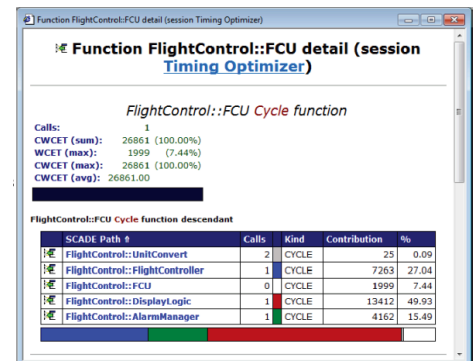 Function FlightControl::FCU detail (session Timing Optimizer)
Function FlightControl::FCU detail (session
Timing Optimizer)
FlightControl::FCU Cycle function
Calls: 1
CWCET (sum): 26861 (100.00%)
WCET (max): 1999 (7.44%)
CWCET (max): 26861 (100.00%)
CWCET (avg): 26861.00
FlightControl::FCU Cycle function descendant
SCADE Path ⇑ Calls Kind Contribution %
FlightControl::UnitConvert 2 CYCLE 25 0.09
FlightControl::FlightController 1 CYCLE 7263 27.04
FlightControl::FCU 0 CYCLE 1999 7.44
FlightControl::DisplayLogic 1 CYCLE 13412 49.93
FlightControl::AlarmManager 1 CYCLE 4162 15.49